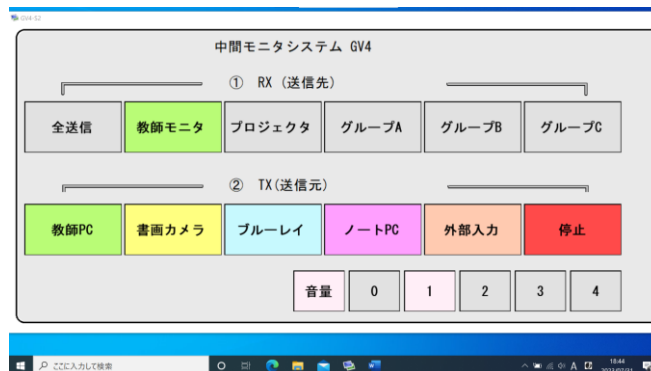 GV4-S2
中間モニタシステム GV4
① RX (送信先)
全送信 教師モニタ プロジェクタ グループA グループB グループC
② TX(送信元)
教師PC 書画カメラ ブルーレイ ノートPC 外部入力 停止
音量 0 1 2 3 4
ここに入力して検索
A
18:44
2023/07/31